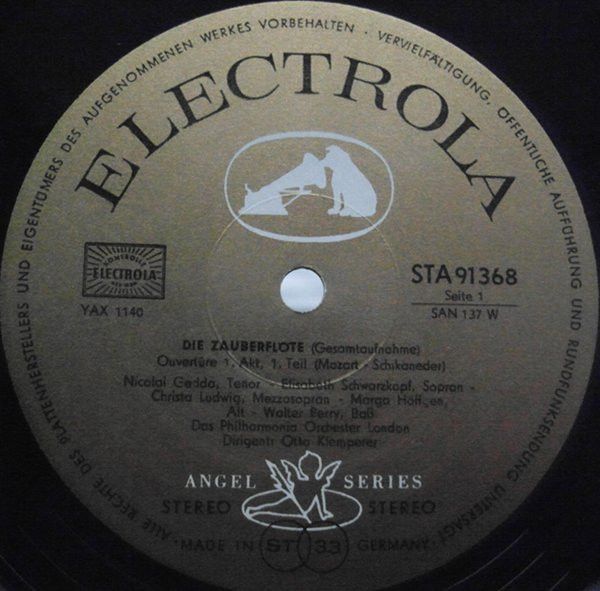 ALLE RECHTE DES PLATTENHERSTELLERS UND EIGENTÜMERS DES AUFGENOMMENEN WERKES VORBEHALTEN · VERVIELFÄLTIGUNG, ÖFFENTLICHE AUFFÜHRUNG UND RUNDFUNKSENDUNG UNTERSAGT
ELECTROLA
KONTROLLE
ELECTROLA
YAX 1140
STA 91368
Seite 1
SAN 137 W
DIE ZAUBERFLÖTE (Gesamtaufnahme)
Ouvertüre 1. Akt, 1. Teil (Mozart - Schikaneder)
Nicolai Gedda, Tenor - Elisabeth Schwarzkopf, Sopran -
Christa Ludwig, Mezzosopran - Marga Höffgen,
Alt - Walter Berry, Baß
Das Philharmonia Orchester London
Dirigent: Otto Klemperer
ANGEL SERIES
STEREO STEREO
· MADE IN ST 33 GERMANY ·